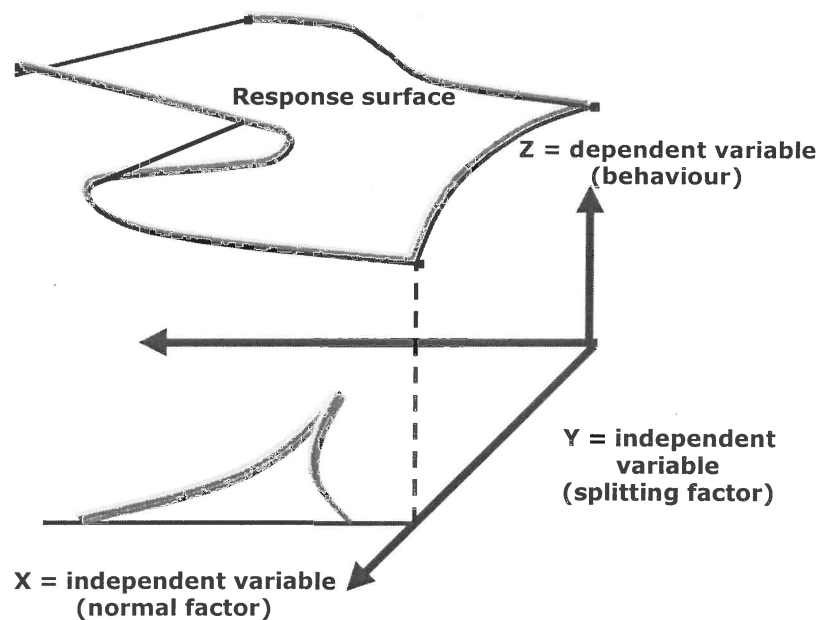 Response surface
Z = dependent variable
(behaviour)
Y = independent
variable
(splitting factor)
X = independent variable
(normal factor)